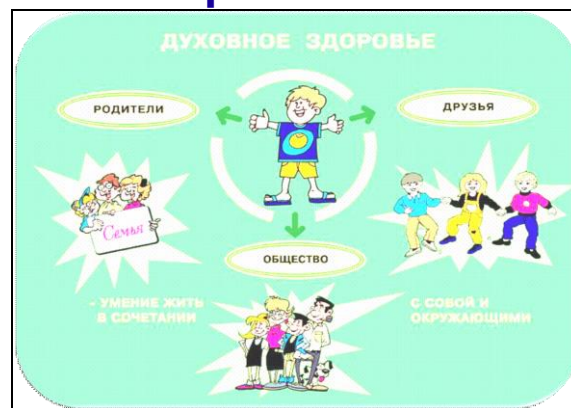 ДУХОВНОЕ ЗДОРОВЬЕ
РОДИТЕЛИ
ДРУЗЬЯ
Семья
ОБЩЕСТВО
- УМЕНИЕ ЖИТЬ
В СОЧЕТАНИИ
С СОБОЙ И
ОКРУЖАЮЩИМИ